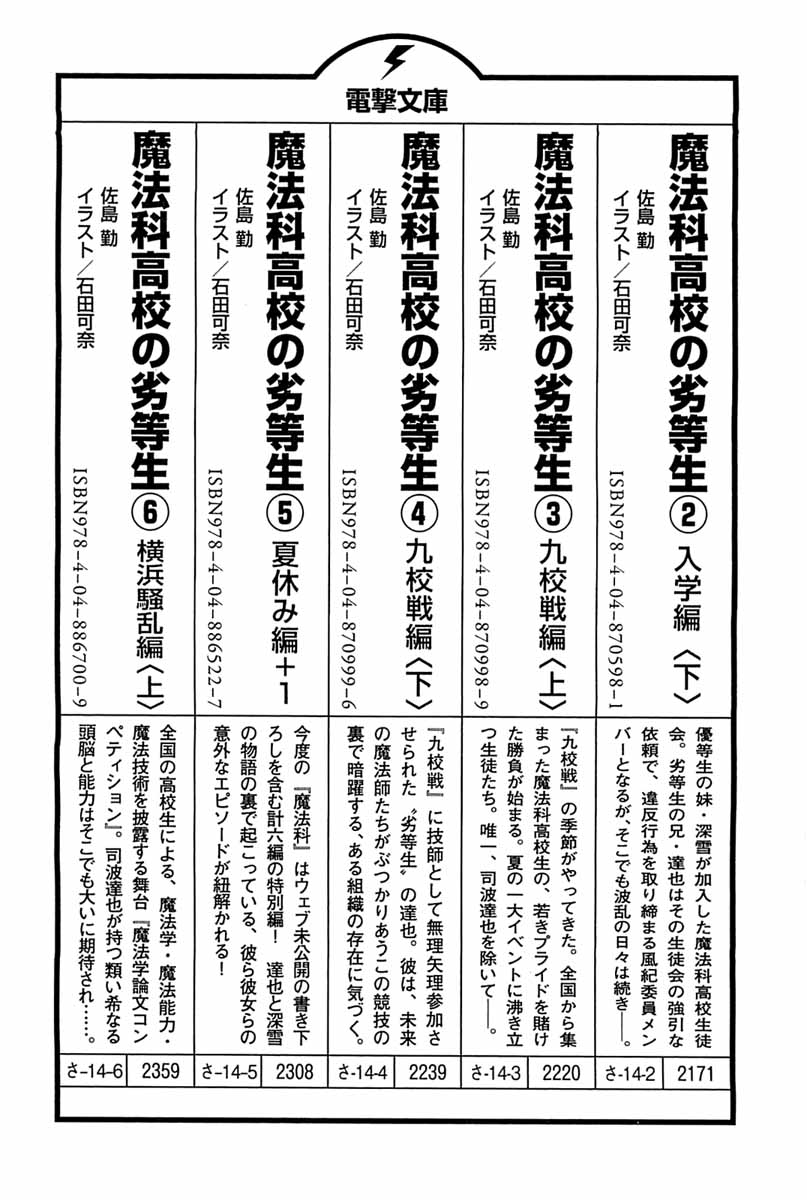 電撃文庫
魔法科高校の劣等生② 入学編〈下〉
佐島 勤
イラスト/石田可奈
ISBN978-4-04-870598-1
優等生の妹・深雪が加入した魔法科高校生徒
会。劣等生の兄・達也はその生徒会の強引な
依頼で、違反行為を取り締まる風紀委員メン
バーとなるが、そこでも波乱の日々は続き──。
さ-14-2 2171
魔法科高校の劣等生③ 九校戦編〈上〉
佐島 勤
イラスト/石田可奈
ISBN978-4-04-870998-9
『九校戦』の季節がやってきた。全国から集
まった魔法科高校生の、若きプライドを賭け
た勝負が始まる。夏の一大イベントに沸き立
つ生徒たち。唯一、司波達也を除いて──。
さ-14-3 2220
魔法科高校の劣等生④ 九校戦編〈下〉
佐島 勤
イラスト/石田可奈
ISBN978-4-04-870999-6
『九校戦』に技師として無理矢理参加さ
せられた〝劣等生〟の達也。彼は、未来
の魔法師たちがぶつかりあうこの競技の
裏で暗躍する、ある組織の存在に気づく。
さ-14-4 2239
魔法科高校の劣等生⑤ 夏休み編+1
佐島 勤
イラスト/石田可奈
ISBN978-4-04-886522-7
今度の『魔法科』はウェブ未公開の書き下
ろしを含む計六編の特別編! 達也と深雪
の物語の裏で起こっている、彼ら彼女らの
意外なエピソードが紐解かれる!
さ-14-5 2308
魔法科高校の劣等生⑥ 横浜騒乱編〈上〉
佐島 勤
イラスト/石田可奈
ISBN978-4-04-886700-9
全国の高校生による、魔法学・魔法能力・
魔法技術を披露する舞台『魔法学論文コン
ペティション』。司波達也が持つ類い希なる
頭脳と能力はそこでも大いに期待され……。
さ-14-6 2359